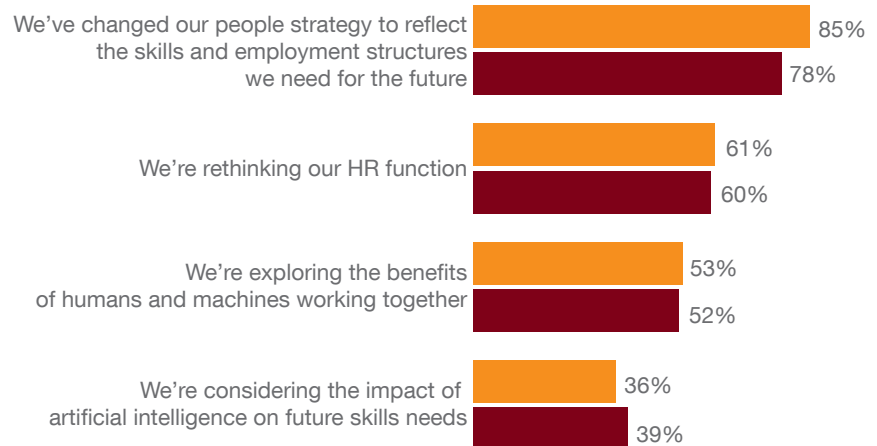 We've changed our people strategy to reflect
the skills and employment structures
we need for the future
85%
78%
We're rethinking our HR function
61%
60%
We're exploring the benefits
of humans and machines working together
53%
52%
We're considering the impact of
artificial intelligence on future skills needs
36%
39%